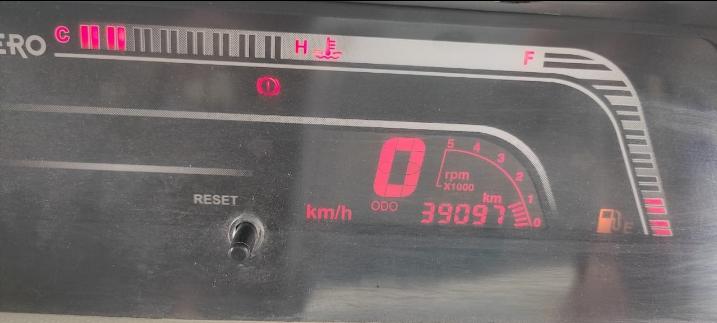 ERO C H F
5 4 3 2 1 0
rpm
X1000
0
km/h
ODO 39097 km
RESET
E